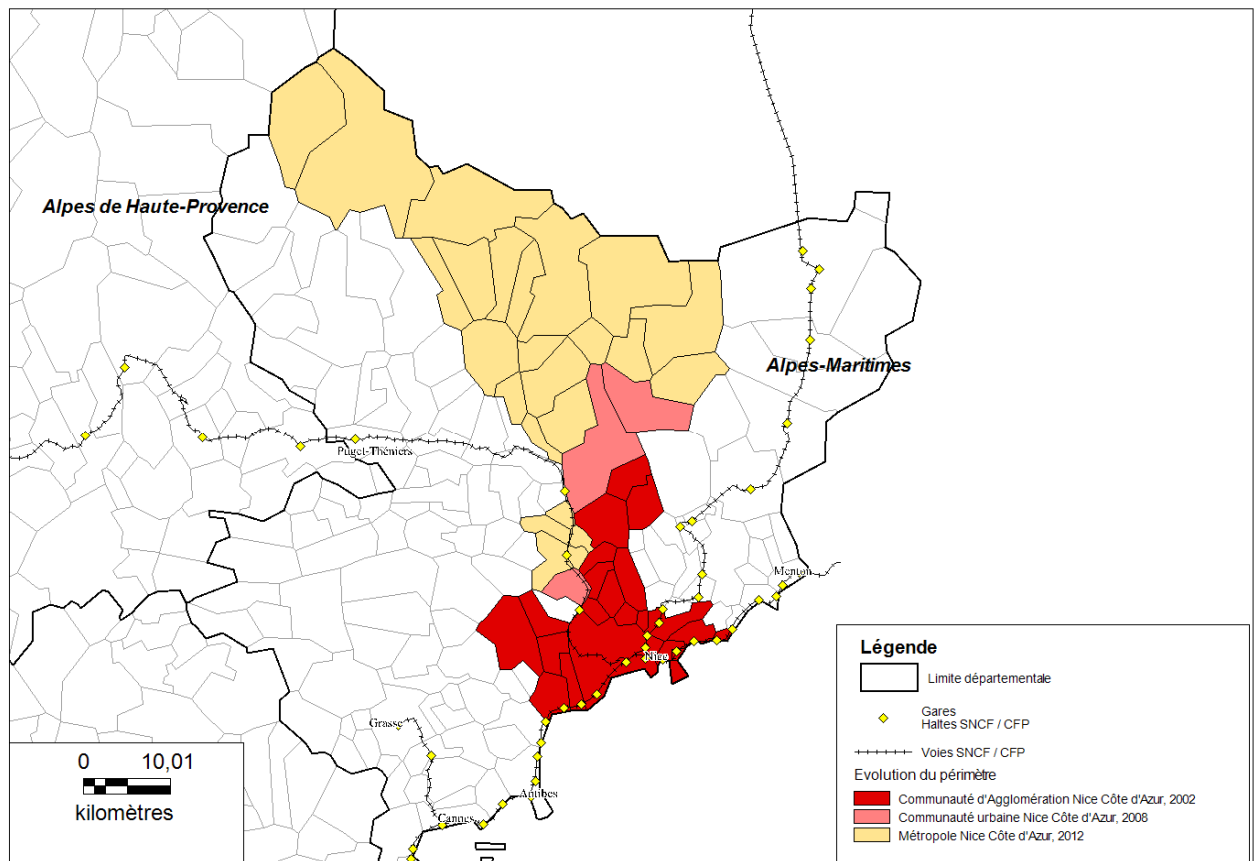 Alpes de Haute-Provence
Alpes-Maritimes
Puget-Théniers
Menton
Nice
Grasse
Antibes
Cannes
0 10,01
kilomètres
Légende
Limite départementale
Gares
Haltes SNCF / CFP
Voies SNCF / CFP
Evolution du périmètre
Communauté d'Agglomération Nice Côte d'Azur, 2002
Communauté urbaine Nice Côte d'Azur, 2008
Métropole Nice Côte d'Azur, 2012